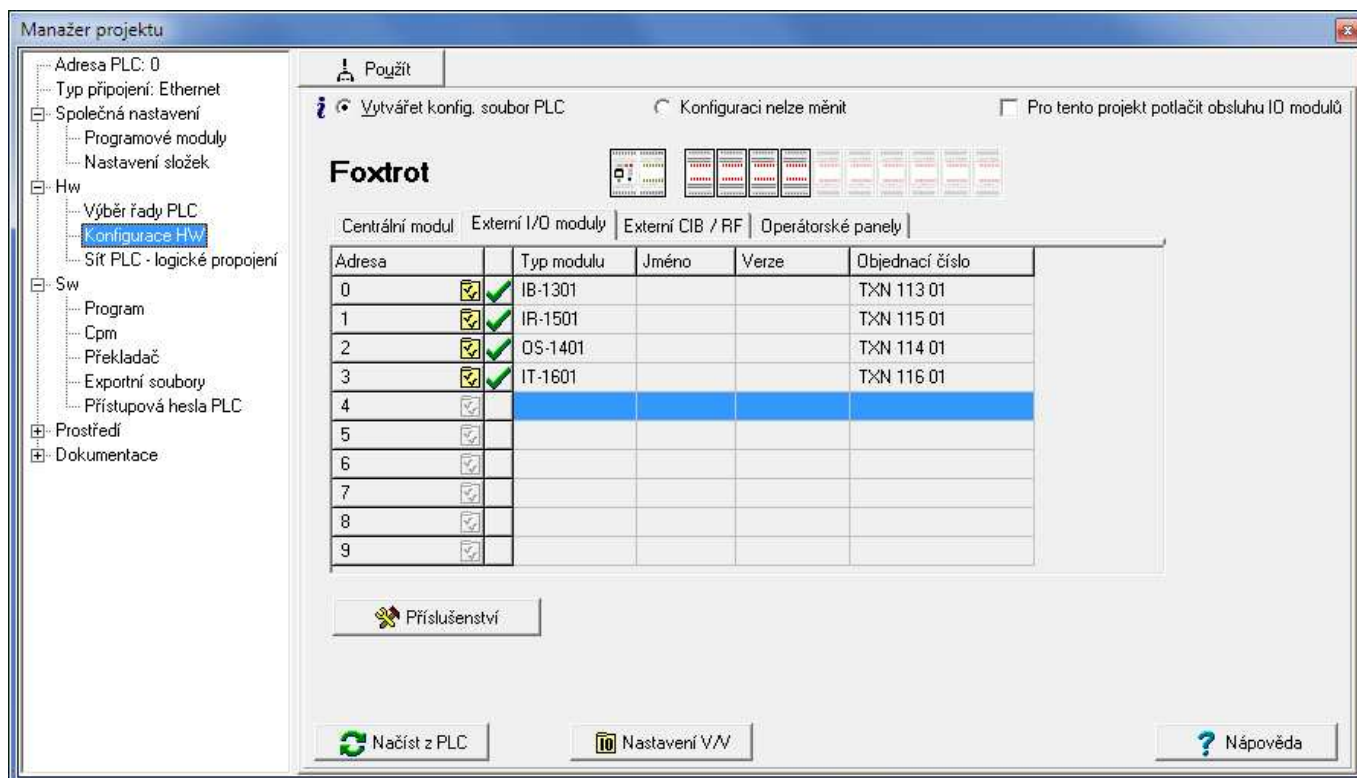 Manažer projektu
Adresa PLC: 0
Typ připojení: Ethernet
Společná nastavení
Programové moduly
Nastavení složek
Hw
Výběr řady PLC
Konfigurace HW
Síť PLC - logické propojení
Sw
Program
Cpm
Překladač
Exportní soubory
Přístupová hesla PLC
Prostředí
Dokumentace
Použít
Vytvářet konfig. soubor PLC Konfiguraci nelze měnit Pro tento projekt potlačit obsluhu IO modulů
Foxtrot
Centrální modul Externí I/O moduly Externí CIB / RF Operátorské panely
Adresa Typ modulu Jméno Verze Objednací číslo
0 IB-1301 TXN 113 01
1 IR-1501 TXN 115 01
2 OS-1401 TXN 114 01
3 IT-1601 TXN 116 01
4
5
6
7
8
9
Příslušenství
Načíst z PLC IO Nastavení V/V ? Nápověda